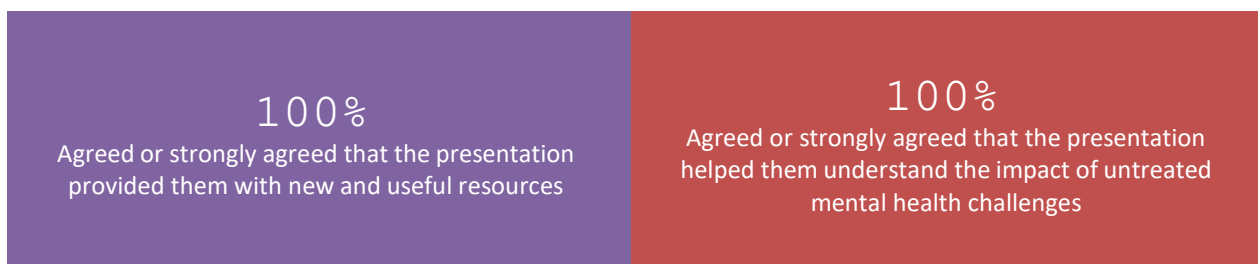 100%
Agreed or strongly agreed that the presentation
provided them with new and useful resources
100%
Agreed or strongly agreed that the presentation
helped them understand the impact of untreated
mental health challenges